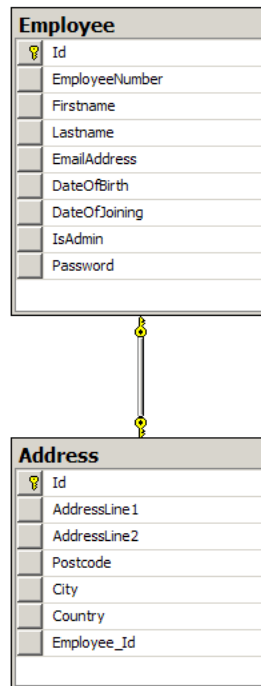 Employee
Id
EmployeeNumber
Firstname
Lastname
EmailAddress
DateOfBirth
DateOfJoining
IsAdmin
Password
Address
Id
AddressLine1
AddressLine2
Postcode
City
Country
Employee_Id